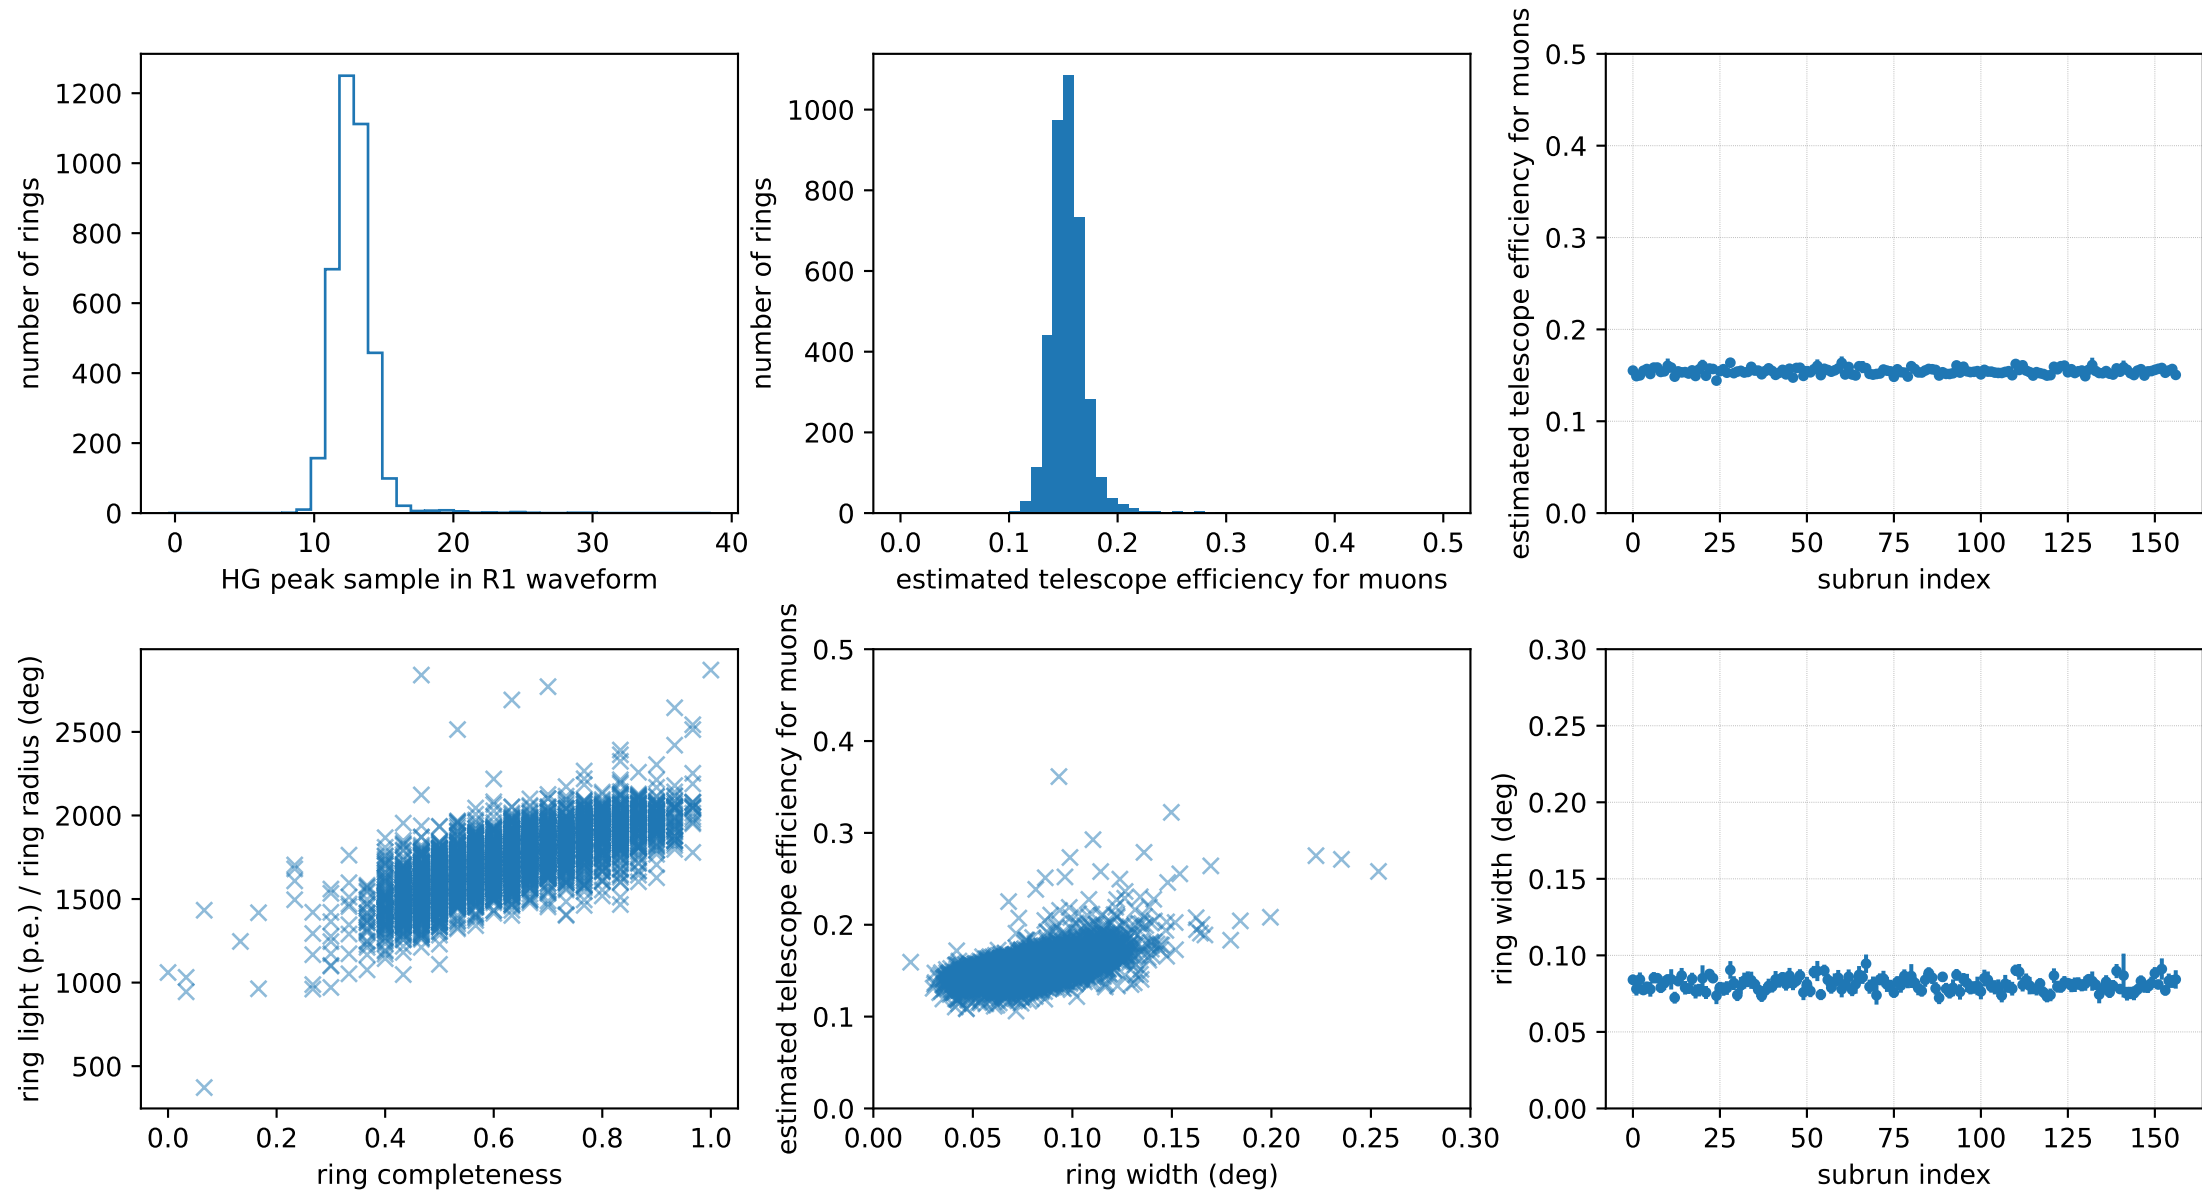 number of rings
1200
1000
800
600
400
200
0
0 10 20 30 40
HG peak sample in R1 waveform
number of rings
1000
800
600
400
200
0
0.0 0.1 0.2 0.3 0.4 0.5
estimated telescope efficiency for muons
estimated telescope efficiency for muons
0.5
0.4
0.3
0.2
0.1
0.0
0 25 50 75 100 125 150
subrun index
ring light (p.e.) / ring radius (deg)
2500
2000
1500
1000
500
0.0 0.2 0.4 0.6 0.8 1.0
ring completeness
estimated telescope efficiency for muons
0.5
0.4
0.3
0.2
0.1
0.0
0.00 0.05 0.10 0.15 0.20 0.25 0.30
ring width (deg)
ring width (deg)
0.30
0.25
0.20
0.15
0.10
0.05
0.00
0 25 50 75 100 125 150
subrun index